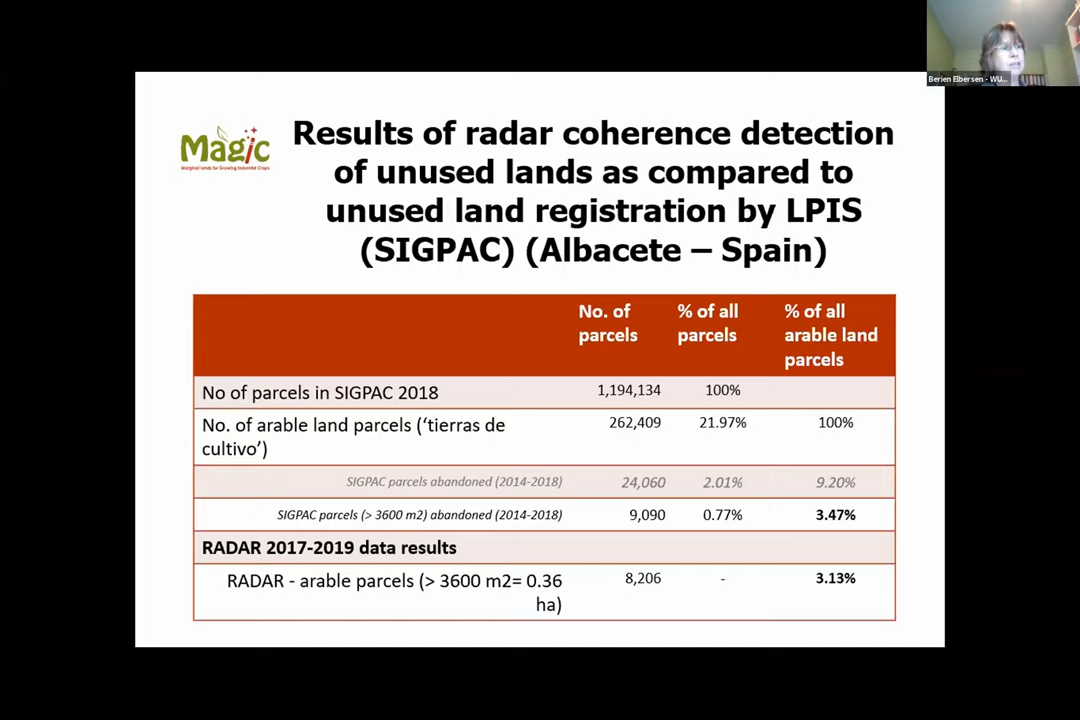 Berien Elbersen - WU...
Magic
Marginal lands for Growing Industrial Crops
Results of radar coherence detection
of unused lands as compared to
unused land registration by LPIS
(SIGPAC) (Albacete – Spain)
No. of parcels % of all parcels % of all arable land parcels
No of parcels in SIGPAC 2018 1,194,134 100%
No. of arable land parcels (‘tierras de cultivo’) 262,409 21.97% 100%
SIGPAC parcels abandoned (2014-2018) 24,060 2.01% 9.20%
SIGPAC parcels (> 3600 m2) abandoned (2014-2018) 9,090 0.77% 3.47%
RADAR 2017-2019 data results
RADAR - arable parcels (> 3600 m2= 0.36 ha) 8,206 - 3.13%